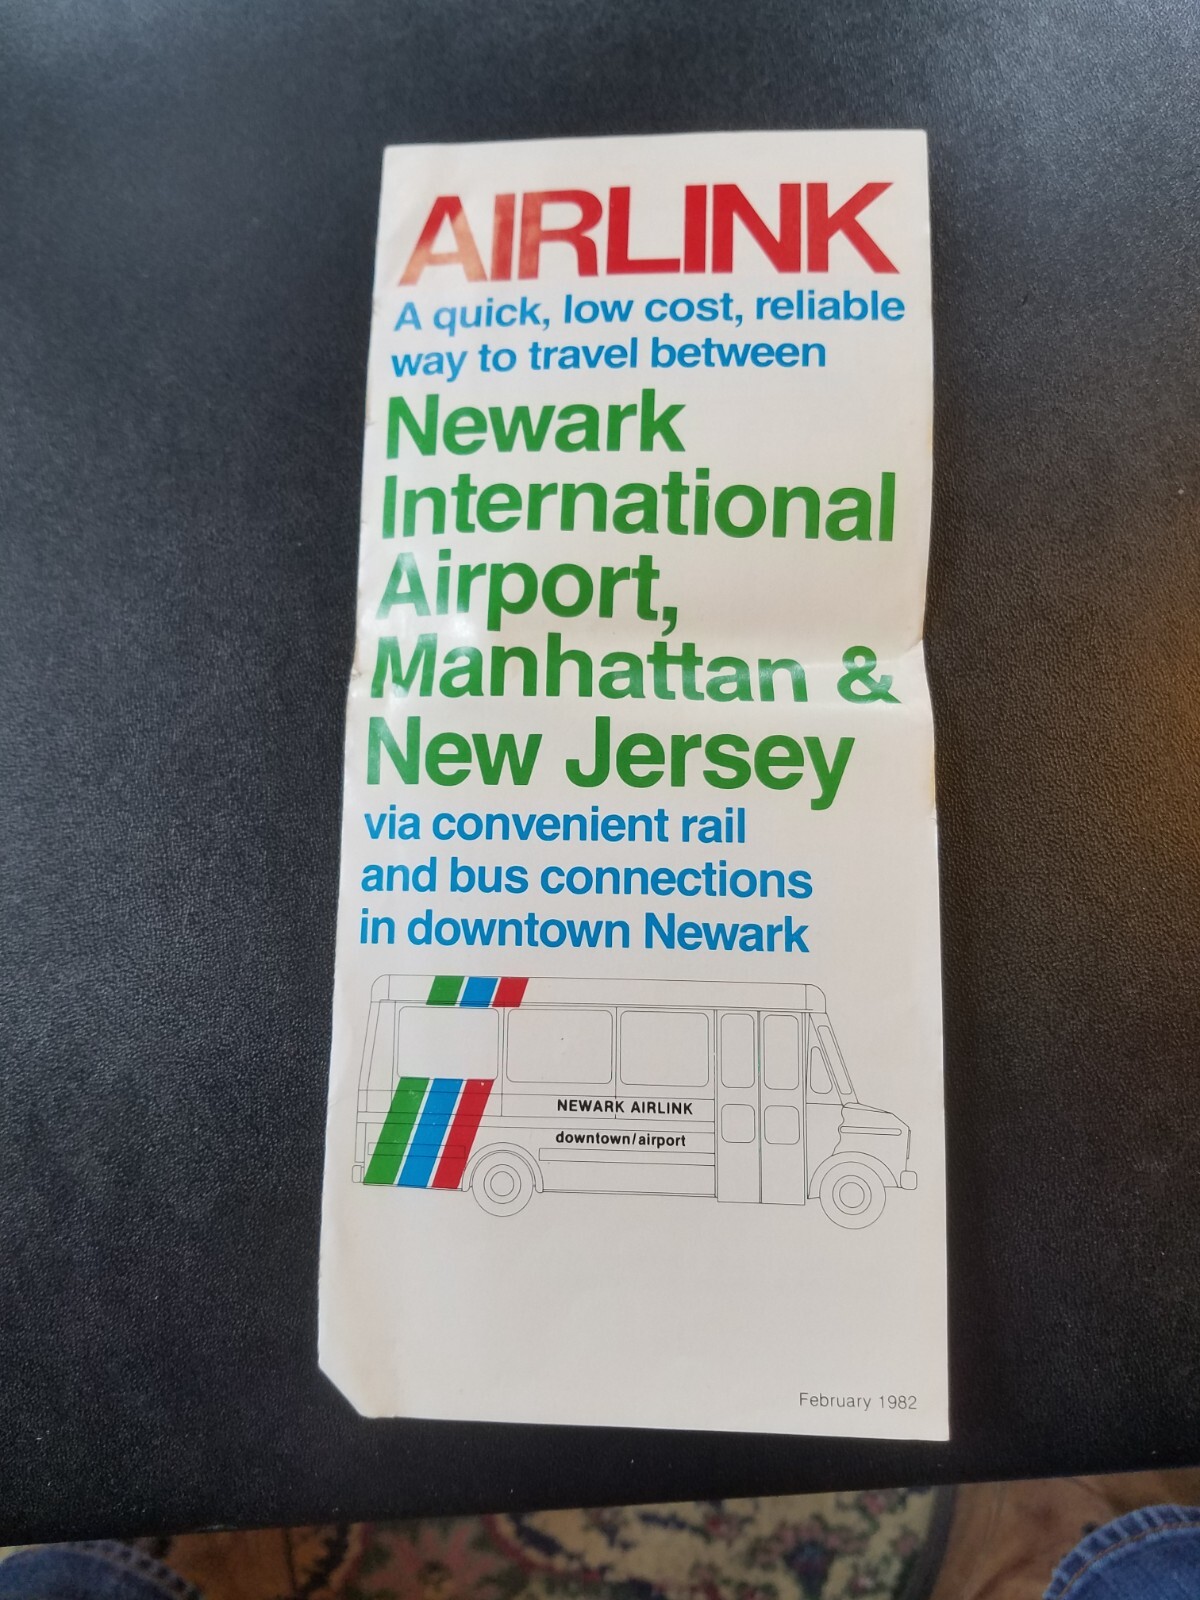 AIRLINK
A quick, low cost, reliable
way to travel between
Newark
International
Airport,
Manhattan &
New Jersey
via convenient rail
and bus connections
in downtown Newark
NEWARK AIRLINK
downtown/airport
February 1982